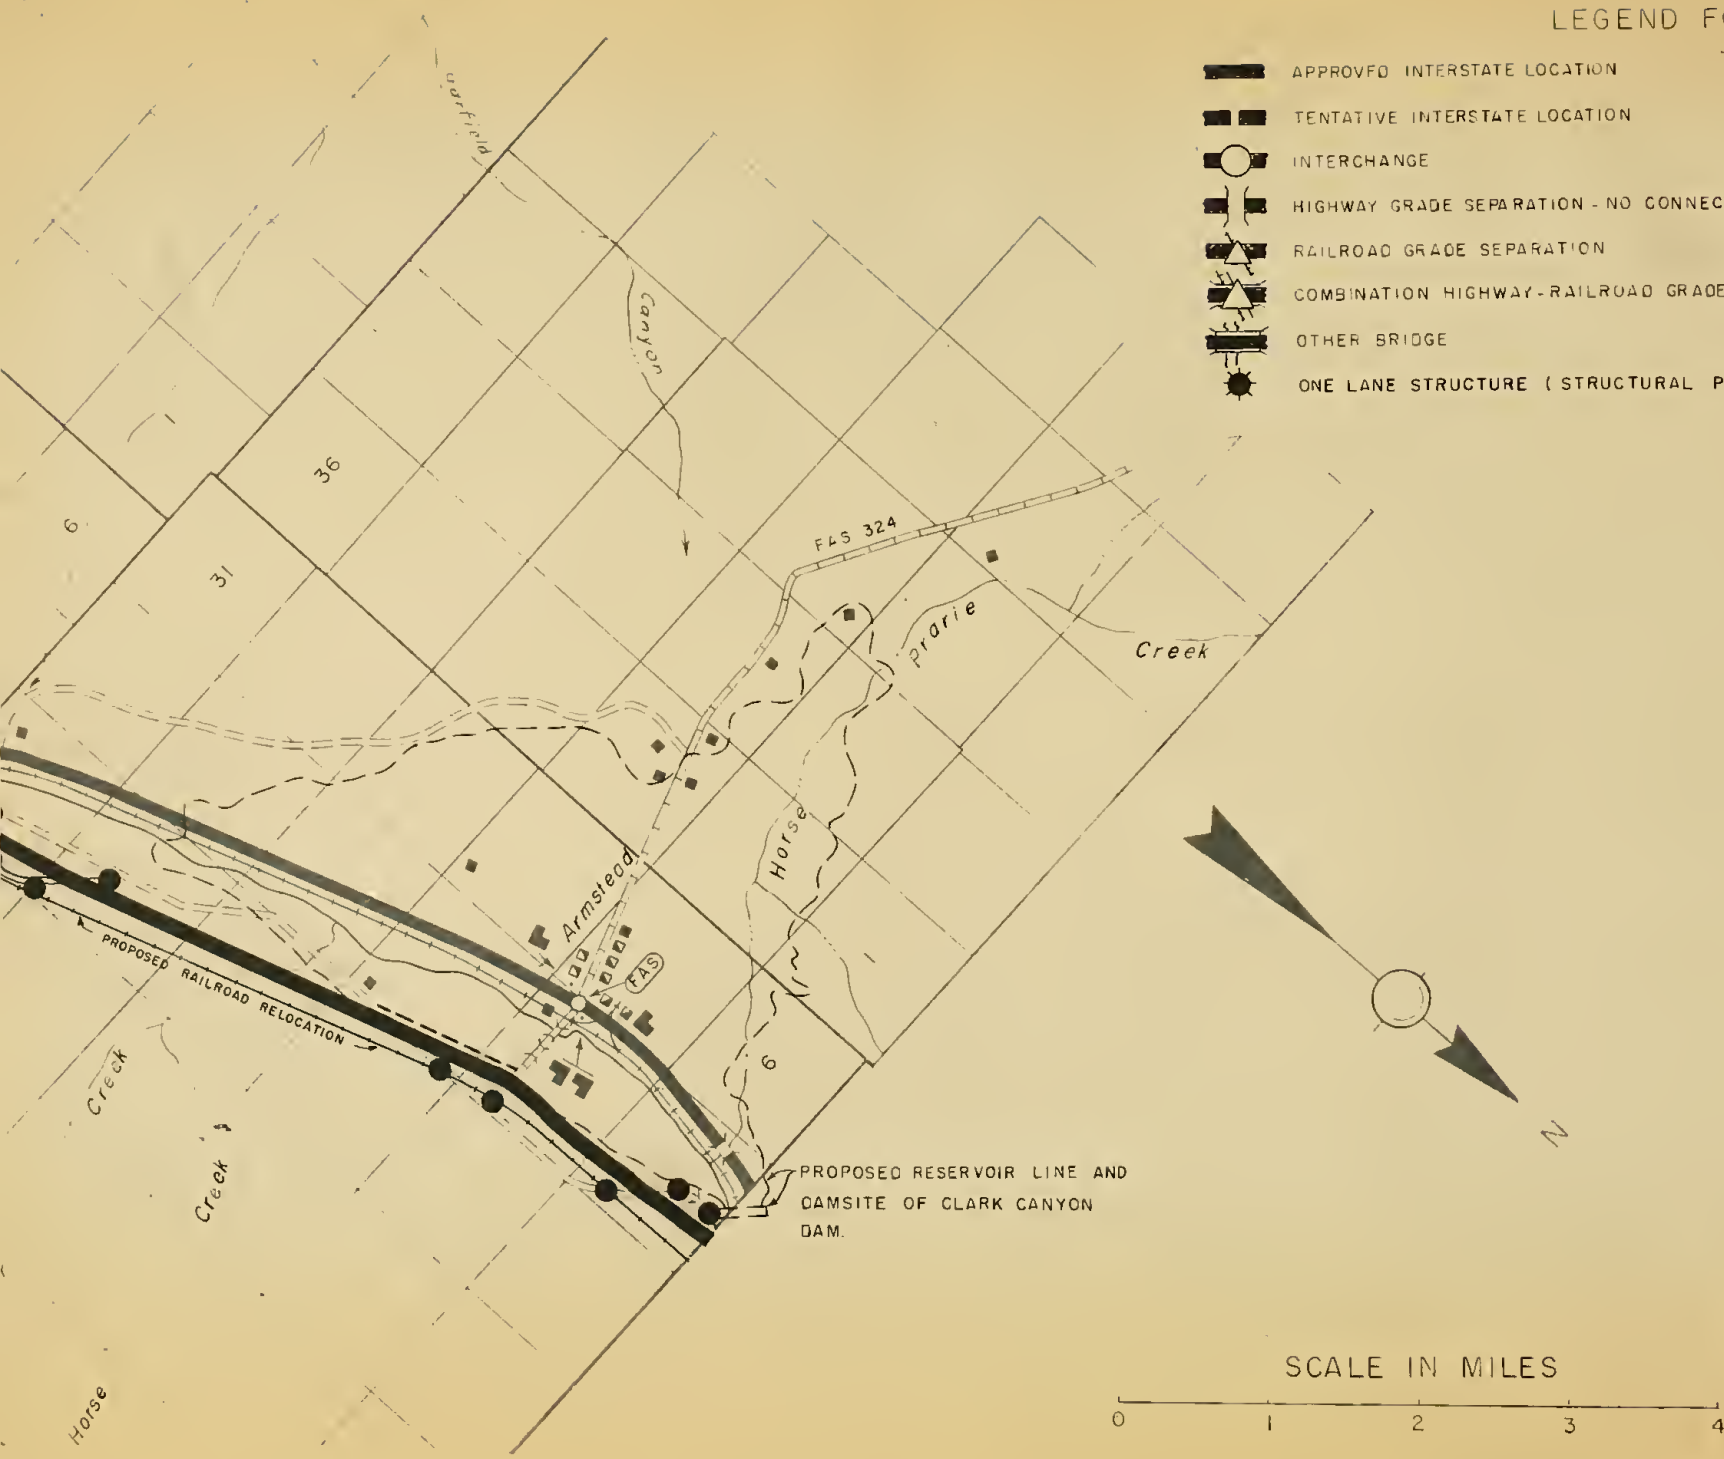 LEGEND
APPROVED INTERSTATE LOCATION
TENTATIVE INTERSTATE LOCATION
INTERCHANGE
HIGHWAY GRADE SEPARATION - NO
RAILROAD GRADE SEPARATION
COMBINATION HIGHWAY-RAILROAD GRADE
OTHER BRIDGE
ONE LANE STRUCTURE ( STRUCTURAL
Garfield
Canyon
36
6
31
FAS 324
Prarie
Creek
Horse
Armstead
FAS
PROPOSED RAILROAD RELOCATION
Creek
Creek
6
PROPOSED RESERVOIR LINE AND
DAMSITE OF CLARK CANYON
DAM.
N
Horse
SCALE IN MILES
0 1 2 3 4